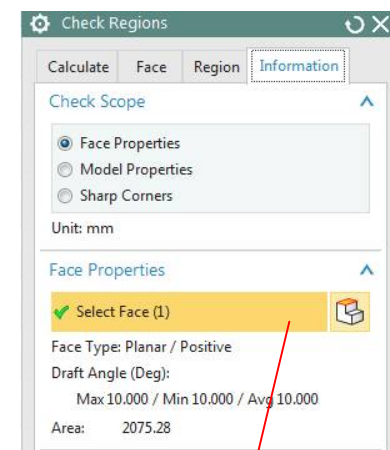 Check Regions
Calculate Face Region Information
Check Scope
Face Properties
Model Properties
Sharp Corners
Unit: mm
Face Properties
Select Face (1)
Face Type: Planar / Positive
Draft Angle (Deg):
Max 10.000 / Min 10.000 / Avg 10.000
Area: 2075.28